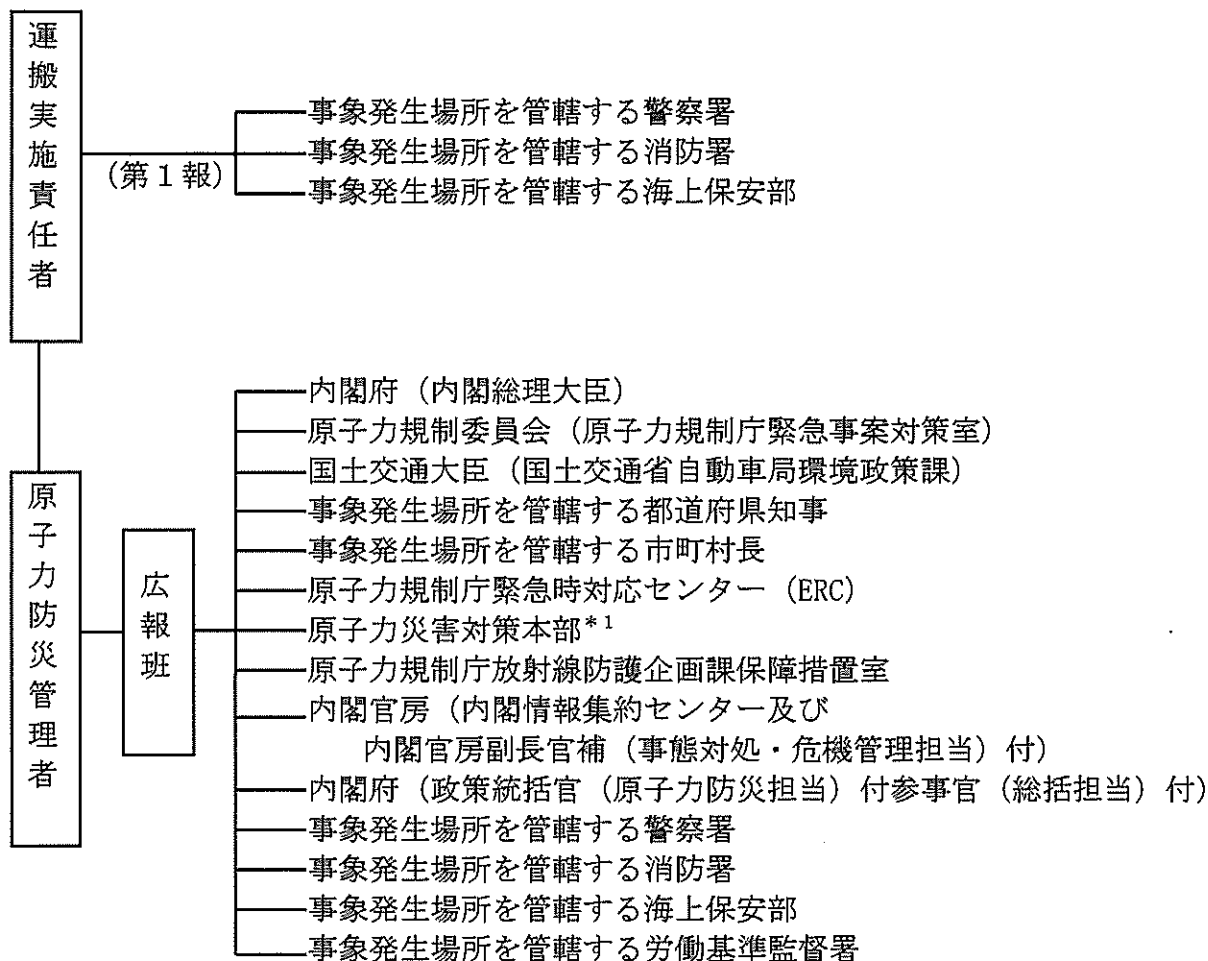 運搬実施責任者
(第1報)
事象発生場所を管轄する警察署
事象発生場所を管轄する消防署
事象発生場所を管轄する海上保安部
原子力防災管理者
広報班
内閣府（内閣総理大臣）
原子力規制委員会（原子力規制庁緊急事案対策室）
国土交通大臣（国土交通省自動車局環境政策課）
事象発生場所を管轄する都道府県知事
事象発生場所を管轄する市町村長
原子力規制庁緊急時対応センター（ERC）
原子力災害対策本部*1
原子力規制庁放射線防護企画課保障措置室
内閣官房（内閣情報集約センター及び
内閣官房副長官補（事態対処・危機管理担当）付）
内閣府（政策統括官（原子力防災担当）付参事官（総括担当）付）
事象発生場所を管轄する警察署
事象発生場所を管轄する消防署
事象発生場所を管轄する海上保安部
事象発生場所を管轄する労働基準監督署